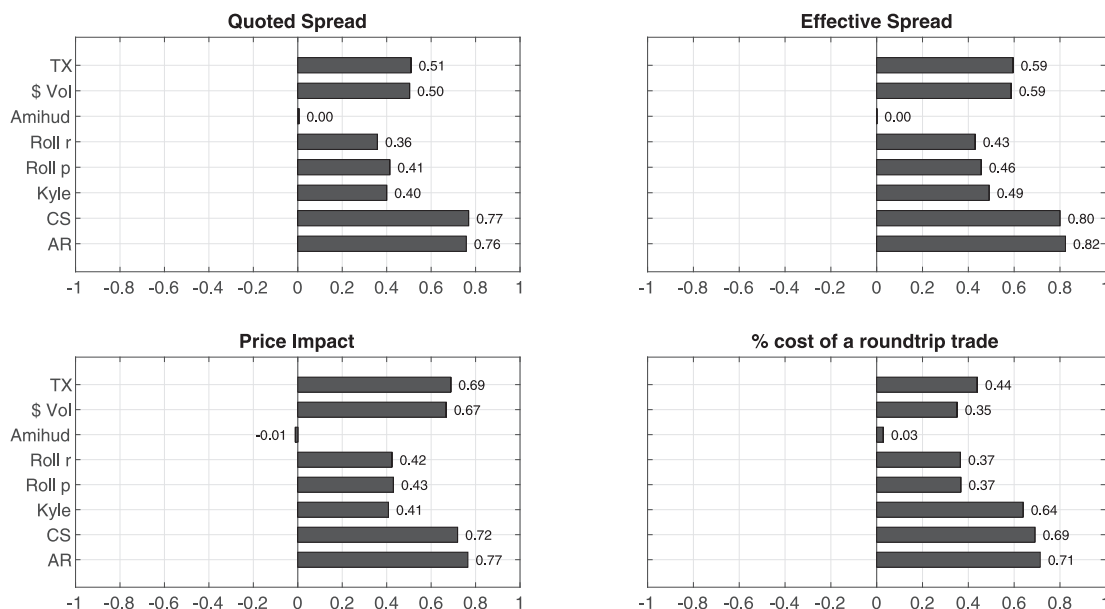 Quoted Spread
TX 0.51
$ Vol 0.50
Amihud 0.00
Roll r 0.36
Roll p 0.41
Kyle 0.40
CS 0.77
AR 0.76
-1 -0.8 -0.6 -0.4 -0.2 0 0.2 0.4 0.6 0.8 1
Effective Spread
0.59
0.59
0.00
0.43
0.46
0.49
0.80
0.82
-1 -0.8 -0.6 -0.4 -0.2 0 0.2 0.4 0.6 0.8 1
Price Impact
TX 0.69
$ Vol 0.67
Amihud -0.01
Roll r 0.42
Roll p 0.43
Kyle 0.41
CS 0.72
AR 0.77
-1 -0.8 -0.6 -0.4 -0.2 0 0.2 0.4 0.6 0.8 1
% cost of a roundtrip trade
0.44
0.35
0.03
0.37
0.37
0.64
0.69
0.71
-1 -0.8 -0.6 -0.4 -0.2 0 0.2 0.4 0.6 0.8 1